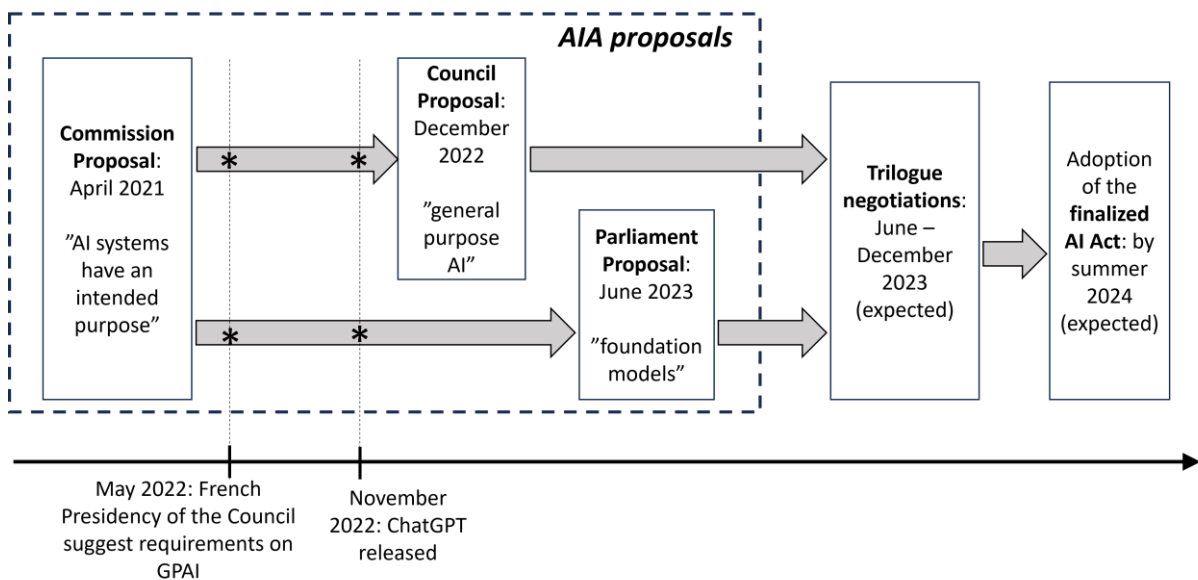 AIA proposals
Commission
Proposal:
April 2021
"AI systems
have an
intended
purpose"
*
*
*
*
Council
Proposal:
December
2022
"general
purpose
AI"
Parliament
Proposal:
June 2023
"foundation
models"
Trilogue
negotiations:
June –
December
2023
(expected)
Adoption
of the
finalized
AI Act: by
summer
2024
(expected)
May 2022: French
Presidency of the Council
suggest requirements on
GPAI
November
2022: ChatGPT
released